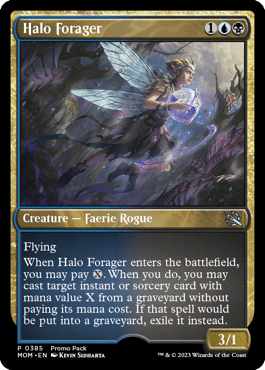 Halo Forager 1
Creature — Faerie Rogue
Flying
When Halo Forager enters the battlefield,
you may pay X. When you do, you may
cast target instant or sorcery card with
mana value X from a graveyard without
paying its mana cost. If that spell would
be put into a graveyard, exile it instead.
3/1
P 0385 Promo Pack
MOM • EN Kevin Sidharta
™ & © 2023 Wizards of the Coast